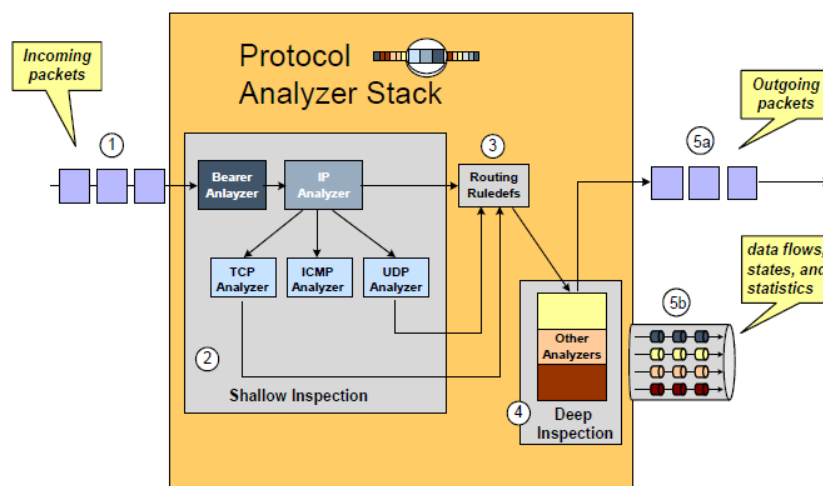 Incoming
packets
Protocol
Analyzer Stack
Outgoing
packets
1
3
5a
Bearer
Anlayzer
IP
Analyzer
Routing
Ruledefs
TCP
Analyzer
ICMP
Analyzer
UDP
Analyzer
data flows,
states, and
statistics
5b
Other
Analyzers
2
Shallow Inspection
4
Deep
Inspection